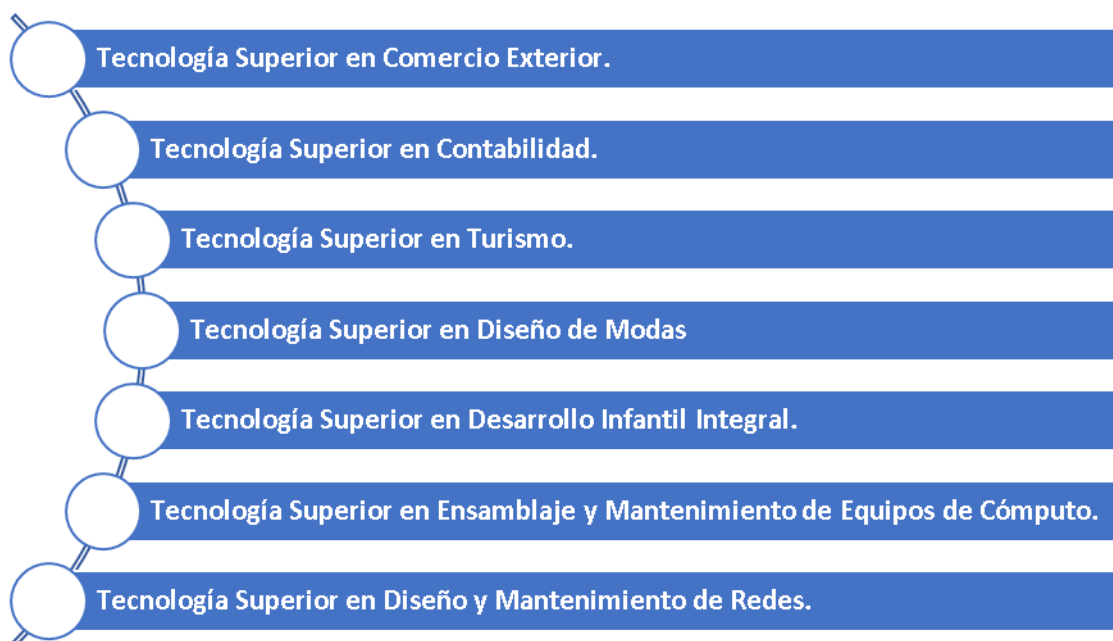 Tecnología Superior en Comercio Exterior.
Tecnología Superior en Contabilidad.
Tecnología Superior en Turismo.
Tecnología Superior en Diseño de Modas
Tecnología Superior en Desarrollo Infantil Integral.
Tecnología Superior en Ensamblaje y Mantenimiento de Equipos de Cómputo.
Tecnología Superior en Diseño y Mantenimiento de Redes.